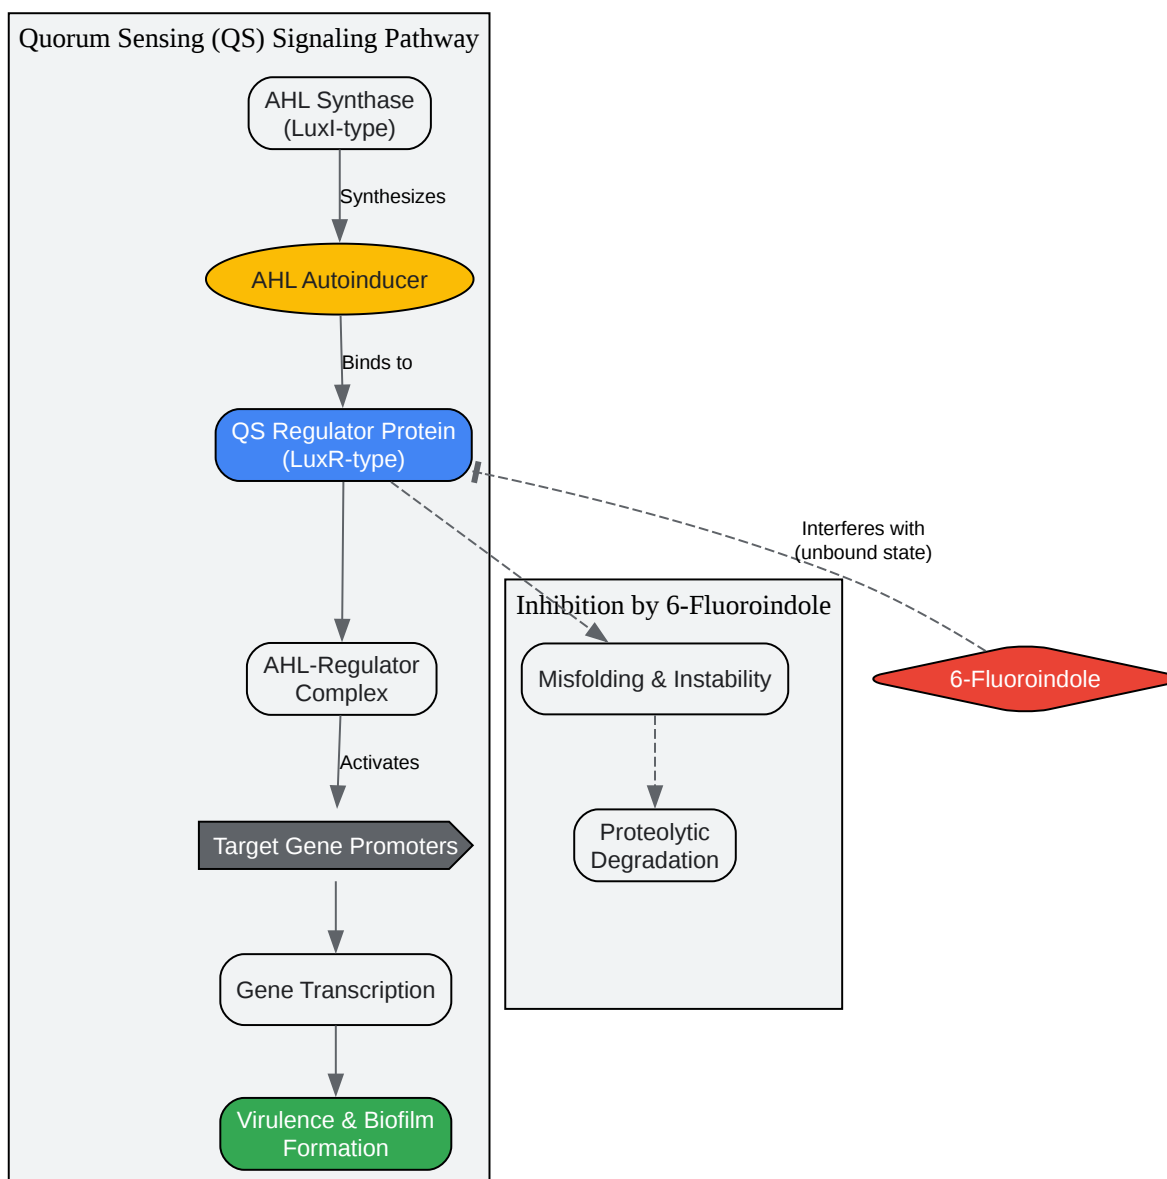 Quorum Sensing (QS) Signaling Pathway
AHL Synthase
(LuxI-type)
Synthesizes
AHL Autoinducer
Binds to
QS Regulator Protein
(LuxR-type)
Interferes with
(unbound state)
Inhibition by 6-Fluoroindole
AHL-Regulator
Complex
Misfolding & Instability
6-Fluoroindole
Activates
Target Gene Promoters
Proteolytic
Degradation
Gene Transcription
Virulence & Biofilm
Formation